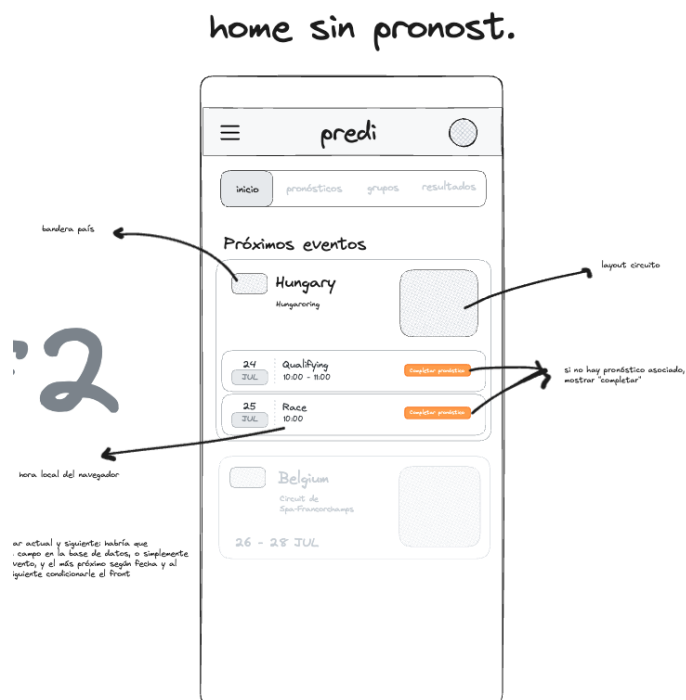 home sin pronost.
predi
inicio pronósticos grupos resultados
Próximos eventos
bandera país
Hungary
Hungaroring
layout circuito
24
JUL
Qualifying
10:00 - 11:00
Completar pronóstico
25
JUL
Race
10:00
Completar pronóstico
si no hay pronóstico asociado,
mostrar "completar"
2
hora local del navegador
Belgium
Circuit de
Spa-Francorchamps
26 - 28 JUL
ar actual y siguiente: habría que
campo en la base de datos, o simplemente
vento, y el más próximo según fecha y al
iguiente condicionarle el front